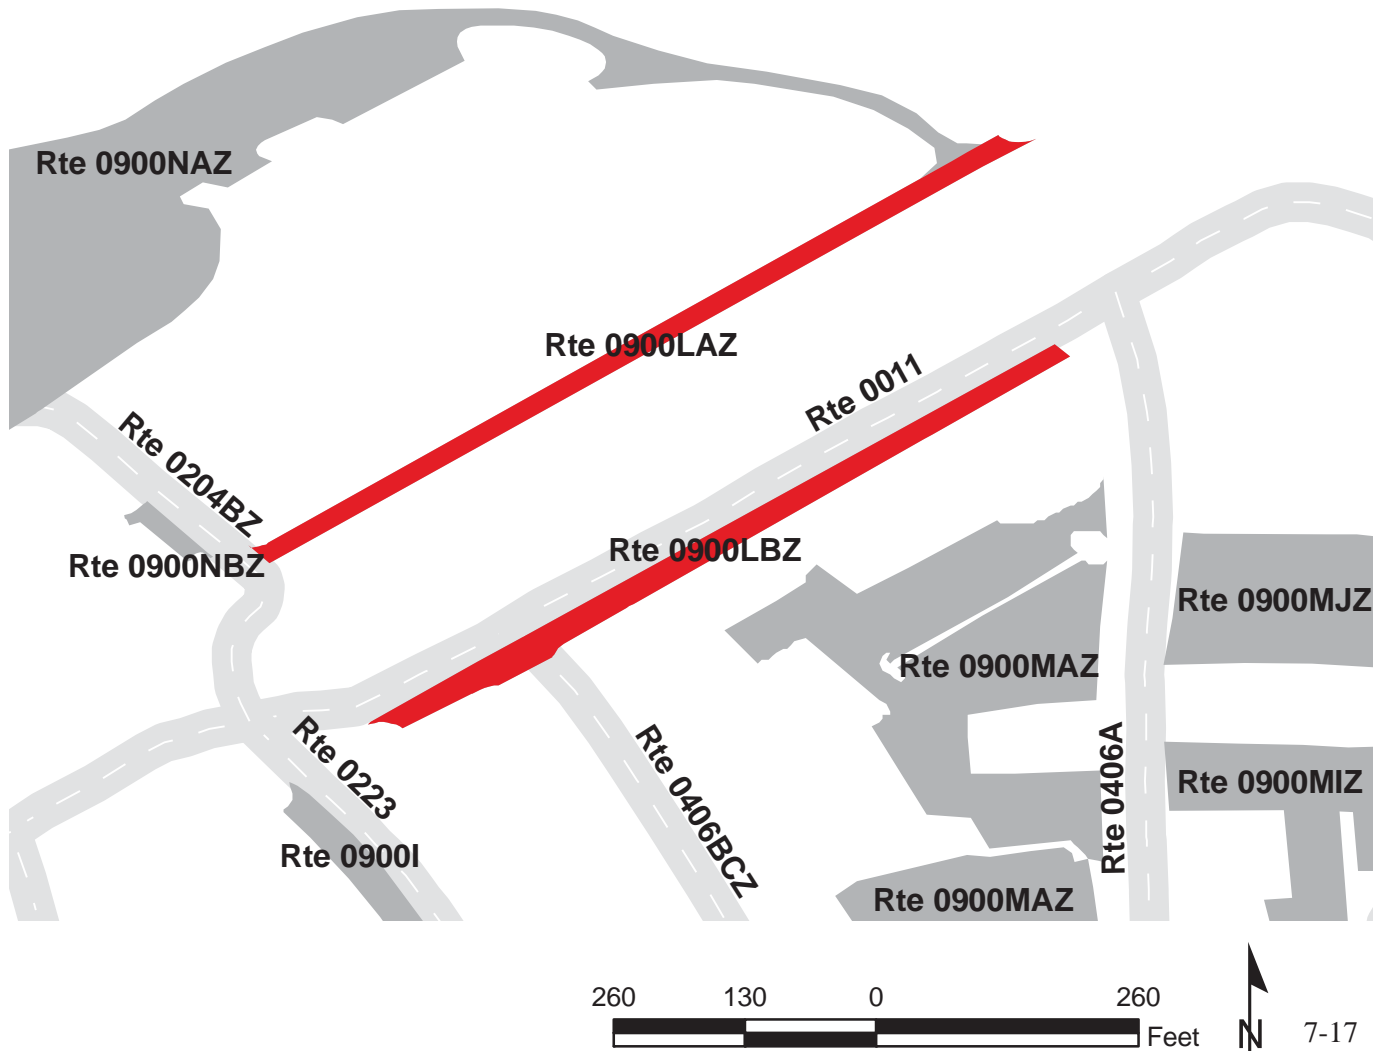 Rte 0900NAZ
Rte 0900LAZ
Rte 0011
Rte 0204BZ
Rte 0900NBZ
Rte 0900LBZ
Rte 0900MJZ
Rte 0900MAZ
Rte 0223
Rte 0406BCZ
Rte 0406A
Rte 0900MIZ
Rte 0900I
Rte 0900MAZ
260 130 0 260
Feet
N
7-17